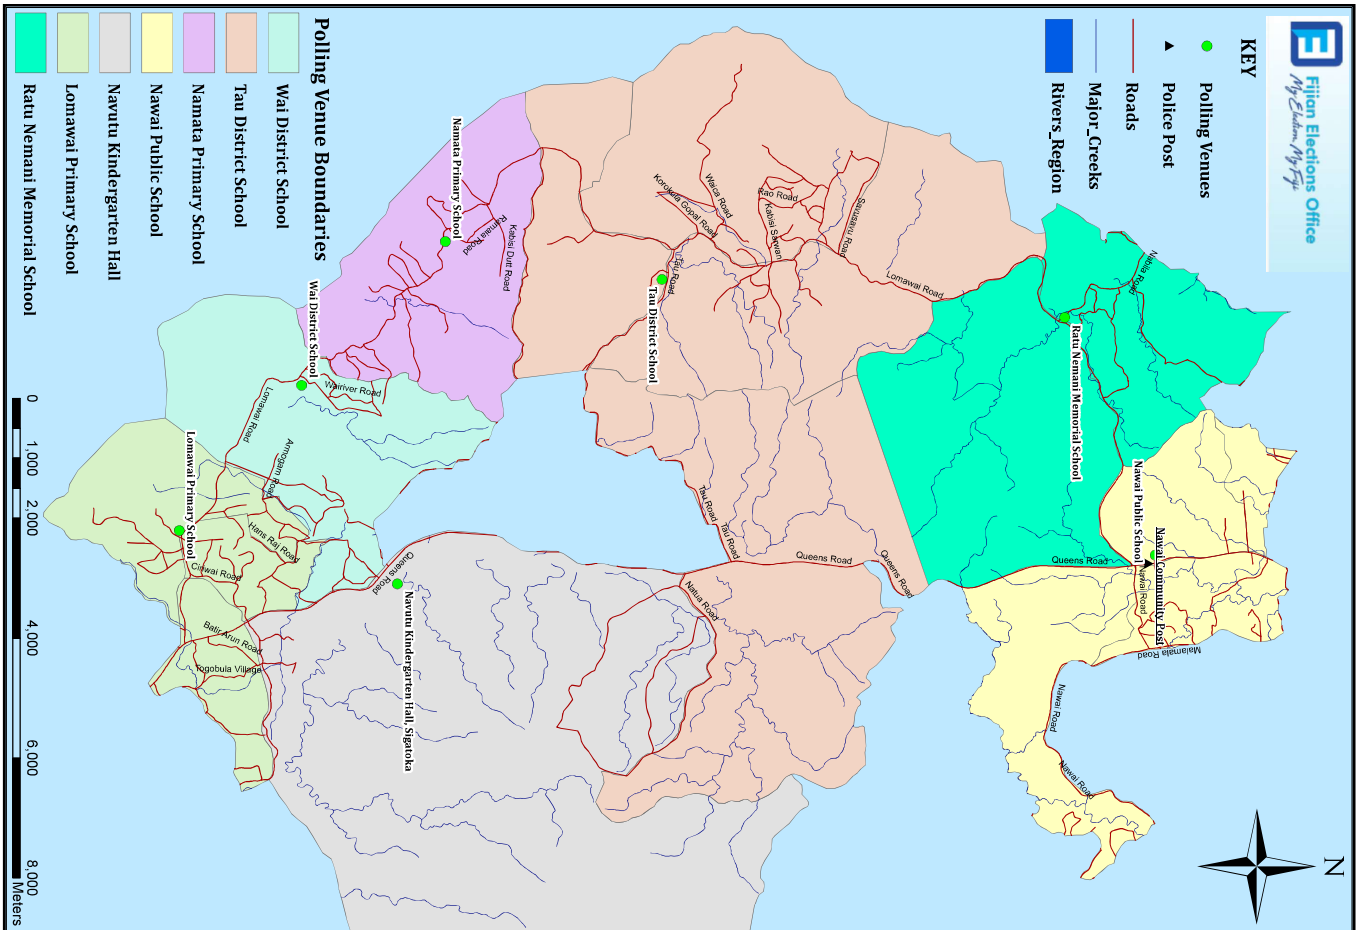 Fijian Elections Office
My Election, My Fiji
KEY
Polling Venues
Police Post
Roads
Major_Creeks
Rivers_Region
Polling Venue Boundaries
Wai District School
Tau District School
Namata Primary School
Nawai Public School
Navutu Kindergarten Hall
Lomawai Primary School
Ratu Nemani Memorial School
N
Nabila Road
Ratu Nemani Memorial School
Lomawai Road
Sausauvu Road
Rao Road
Kabisi Sarwan
Waica Road
Korokula Gopal Road
Tau Road
Tau District School
Namata Primary School
Namata Road
Kabisi Dutt Road
Wai District School
Wairiver Road
Lomawai Road
Armogam Road
Lomawai Primary School
Hans Raj Road
Ciriwai Road
Batir Arun Road
Togobula Village
Queens Road
Navutu Kindergarten Hall, Sigatoka
Tau Road
Tau Road
Queens Road
Queens Road
Natua Road
Nawai Public School
Nawai Community Post
Queens Road
Nawai Road
Malamala Road
Nawai Road
Nawai Road
0
1,000
2,000
4,000
6,000
8,000
Meters